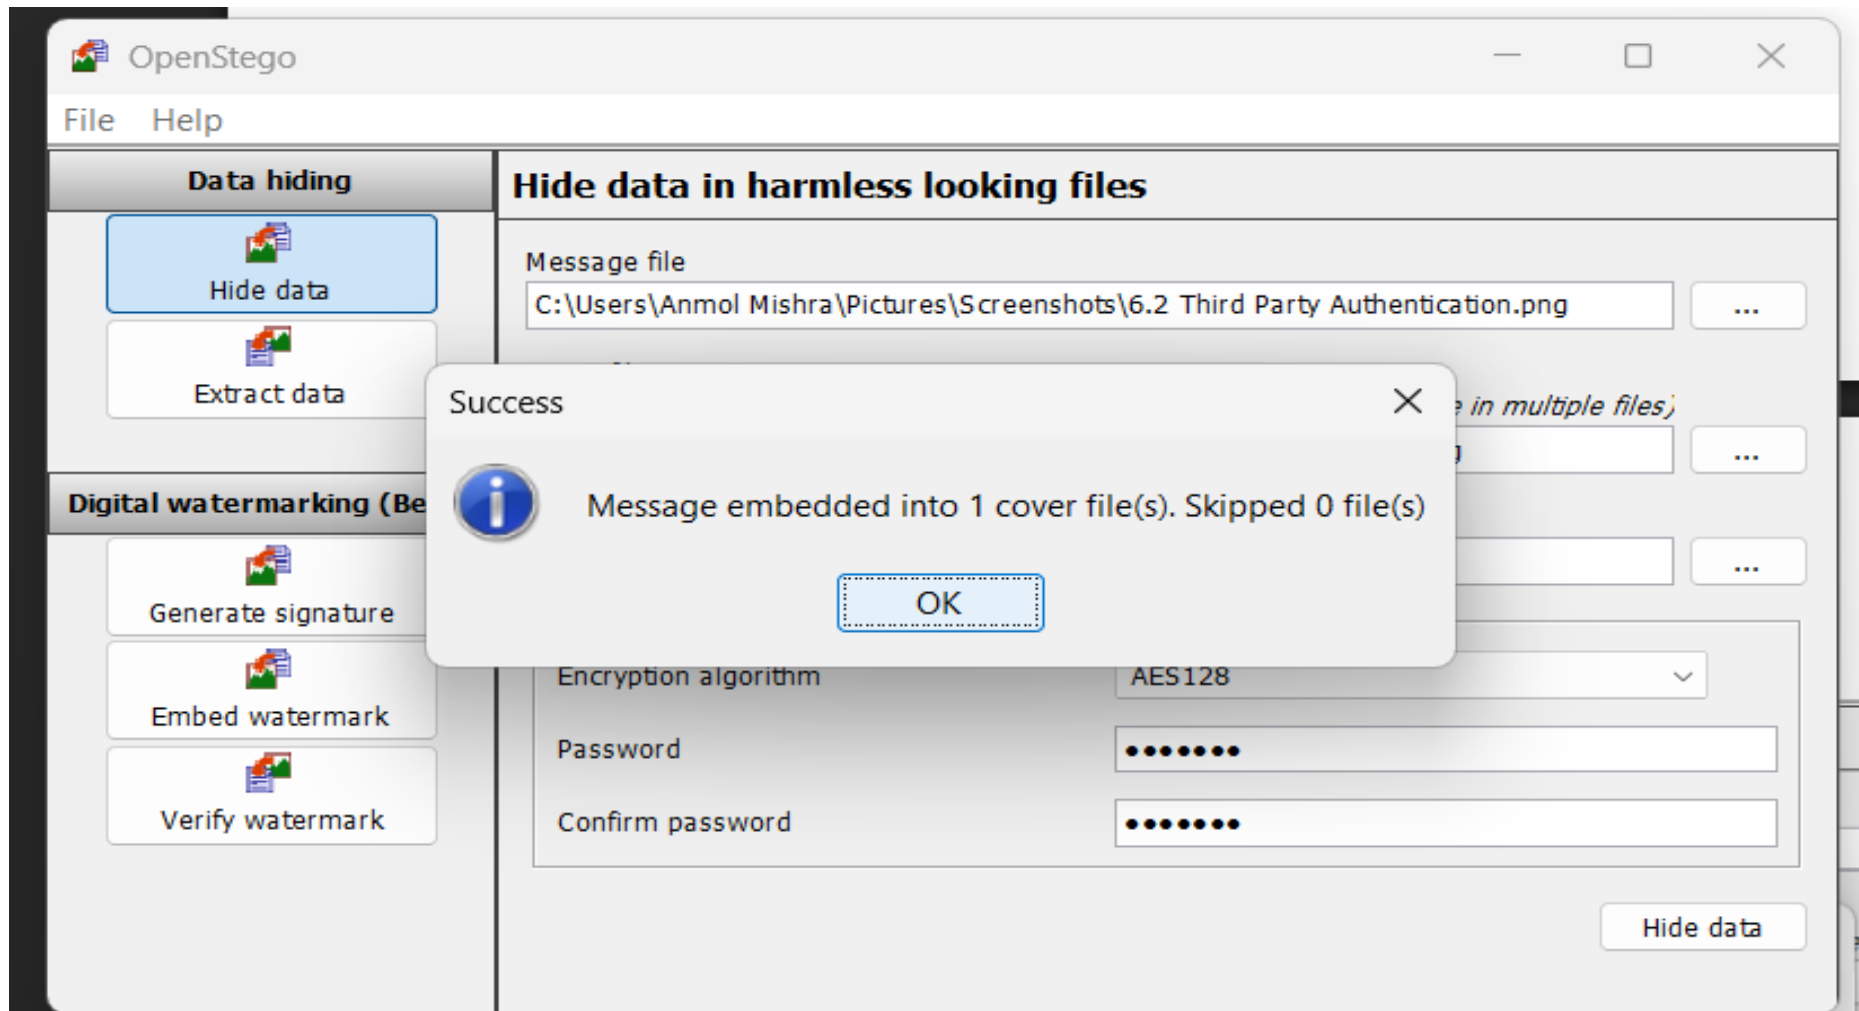 OpenStego
File Help
Data hiding
Hide data
Extract data
Digital watermarking (Be
Generate signature
Embed watermark
Verify watermark
Hide data in harmless looking files
Message file
C:\Users\Anmol Mishra\Pictures\Screenshots\6.2 Third Party Authentication.png
...
in multiple files)
...
...
Success
Message embedded into 1 cover file(s). Skipped 0 file(s)
OK
Encryption algorithm
AES128
Password
•••••••
Confirm password
•••••••
Hide data